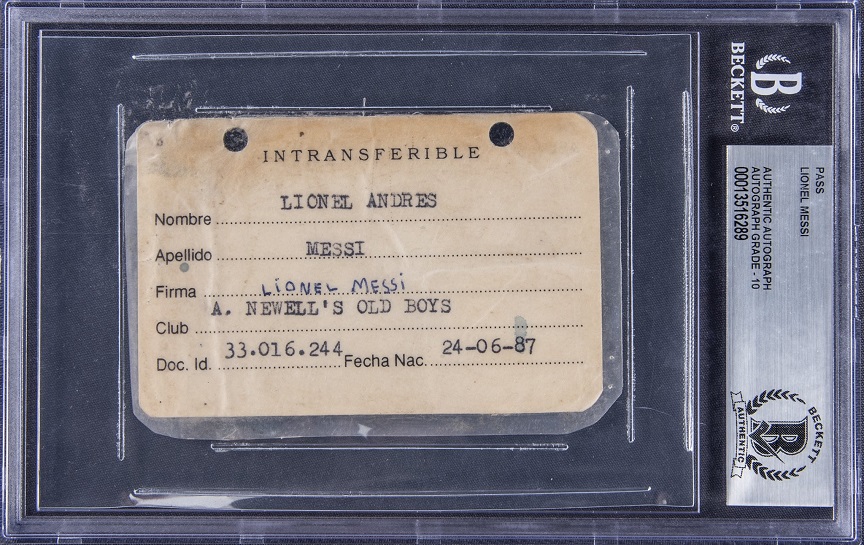 INTRANSFERIBLE
Nombre LIONEL ANDRES
Apellido MESSI
Firma LIONEL MESSI
Club A. NEWELL'S OLD BOYS
Doc. Id. 33.016.244 Fecha Nac. 24-06-87
B
BECKETT®
PASS
LIONEL MESSI
AUTHENTIC AUTOGRAPH
AUTOGRAPH GRADE - 10
00013516289
BECKETT
B
AUTHENTIC